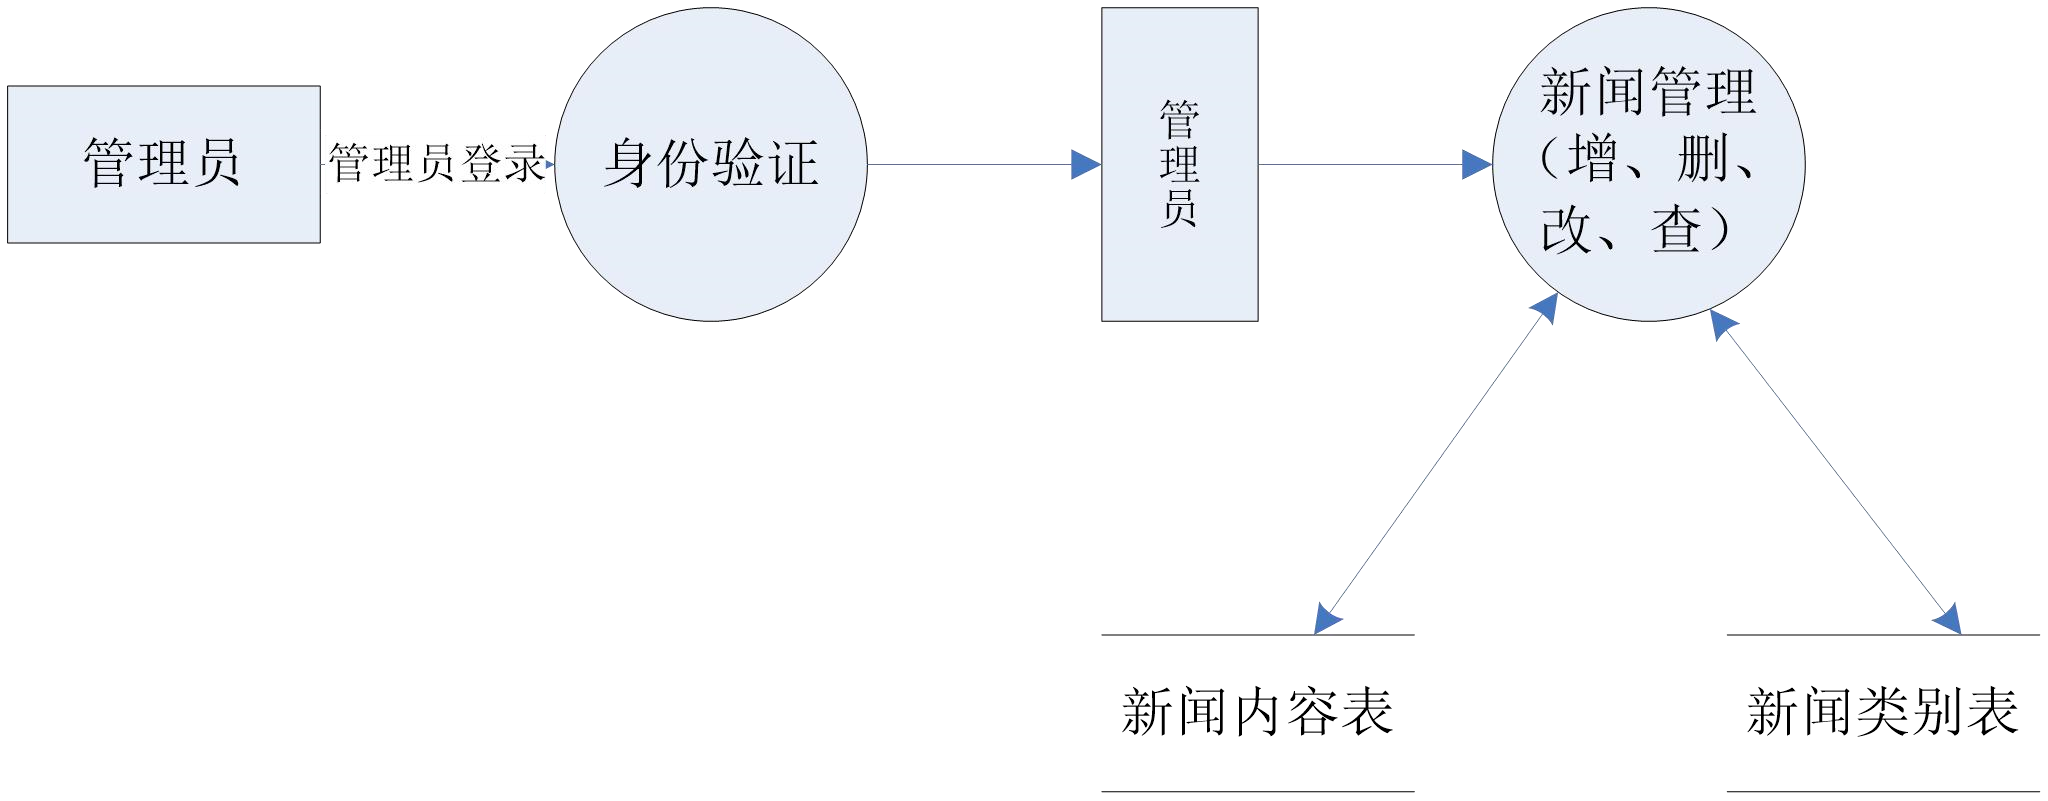 管理员
管理员登录
身份验证
管
理
员
新闻管理
（增、删、
改、查）
新闻内容表
新闻类别表